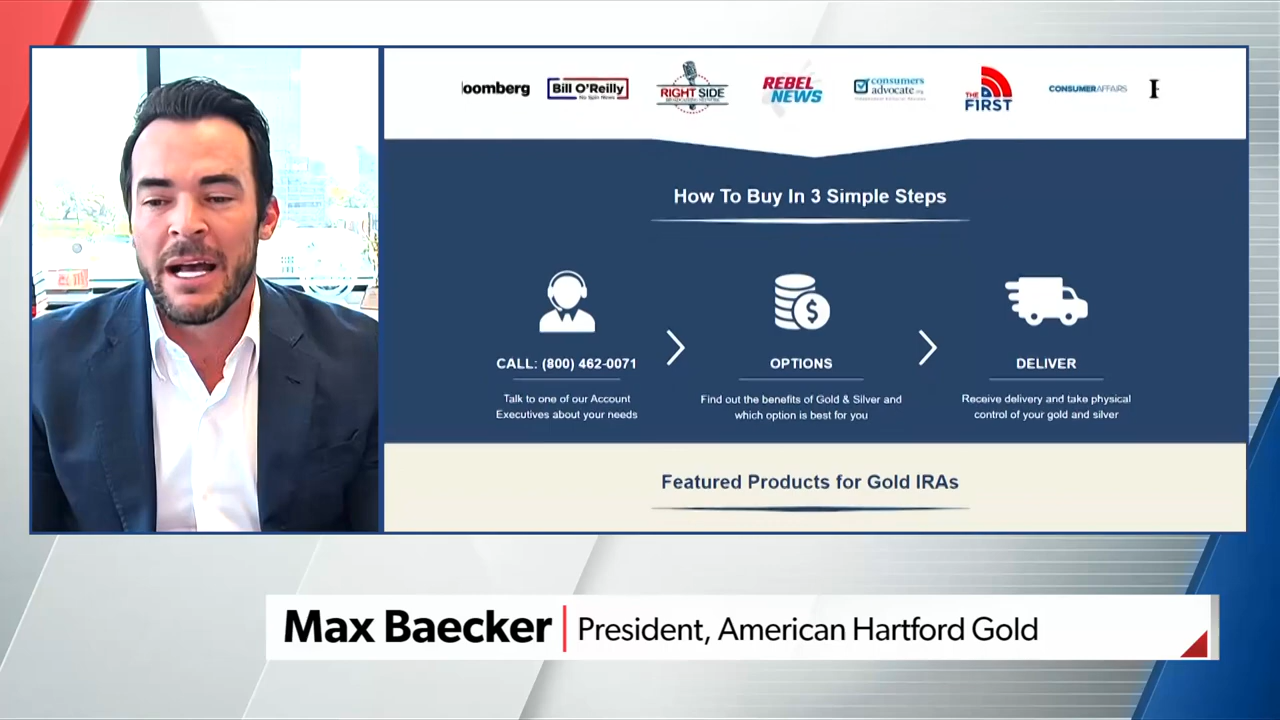 oomberg
Bill O'Reilly
No Spin News
RIGHT SIDE
REBEL
NEWS
consumers
advocate.org
THE
FIRST
CONSUMERAFFAIRS
How To Buy In 3 Simple Steps
CALL: (800) 462-0071
Talk to one of our Account
Executives about your needs
OPTIONS
Find out the benefits of Gold & Silver and
which option is best for you
DELIVER
Receive delivery and take physical
control of your gold and silver
Featured Products for Gold IRAs
Max Baecker
President, American Hartford Gold